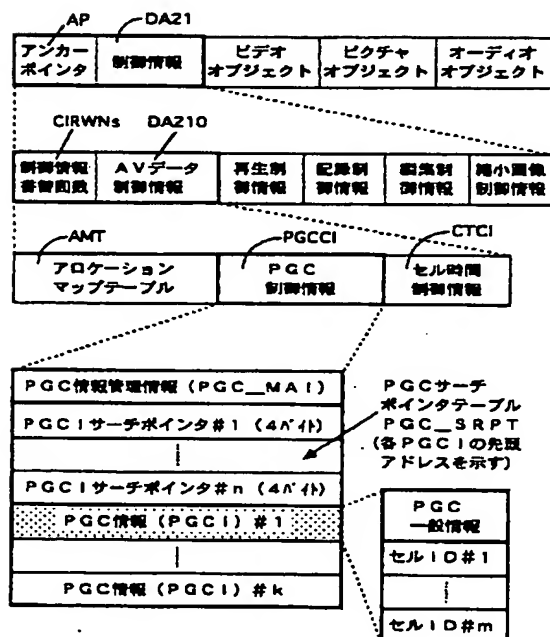 AP
DA21
アンカー
ポインタ
制御情報
ビデオ
オブジェクト
ピクチャ
オブジェクト
オーディオ
オブジェクト
CIRWNs
DA210
制御情報
書替回数
AVデータ
制御情報
再生制
御情報
記録制
御情報
編集制
御情報
縮小画像
制御情報
AMT
PGCCI
CTCI
アロケーション
マップテーブル
PGC
制御情報
セル時間
制御情報
PGC情報管理情報(PGC_MAI)
PGCIサーチポインタ#1(4バイト)
PGCIサーチポインタ#n(4バイト)
PGC情報(PGCI)#1
PGC情報(PGCI)#k
PGCサーチ
ポインタテーブル
PGC_SRPT
(各PGCIの先頭
アドレスを示す)
PGC
一般情報
セルID#1
セルID#m